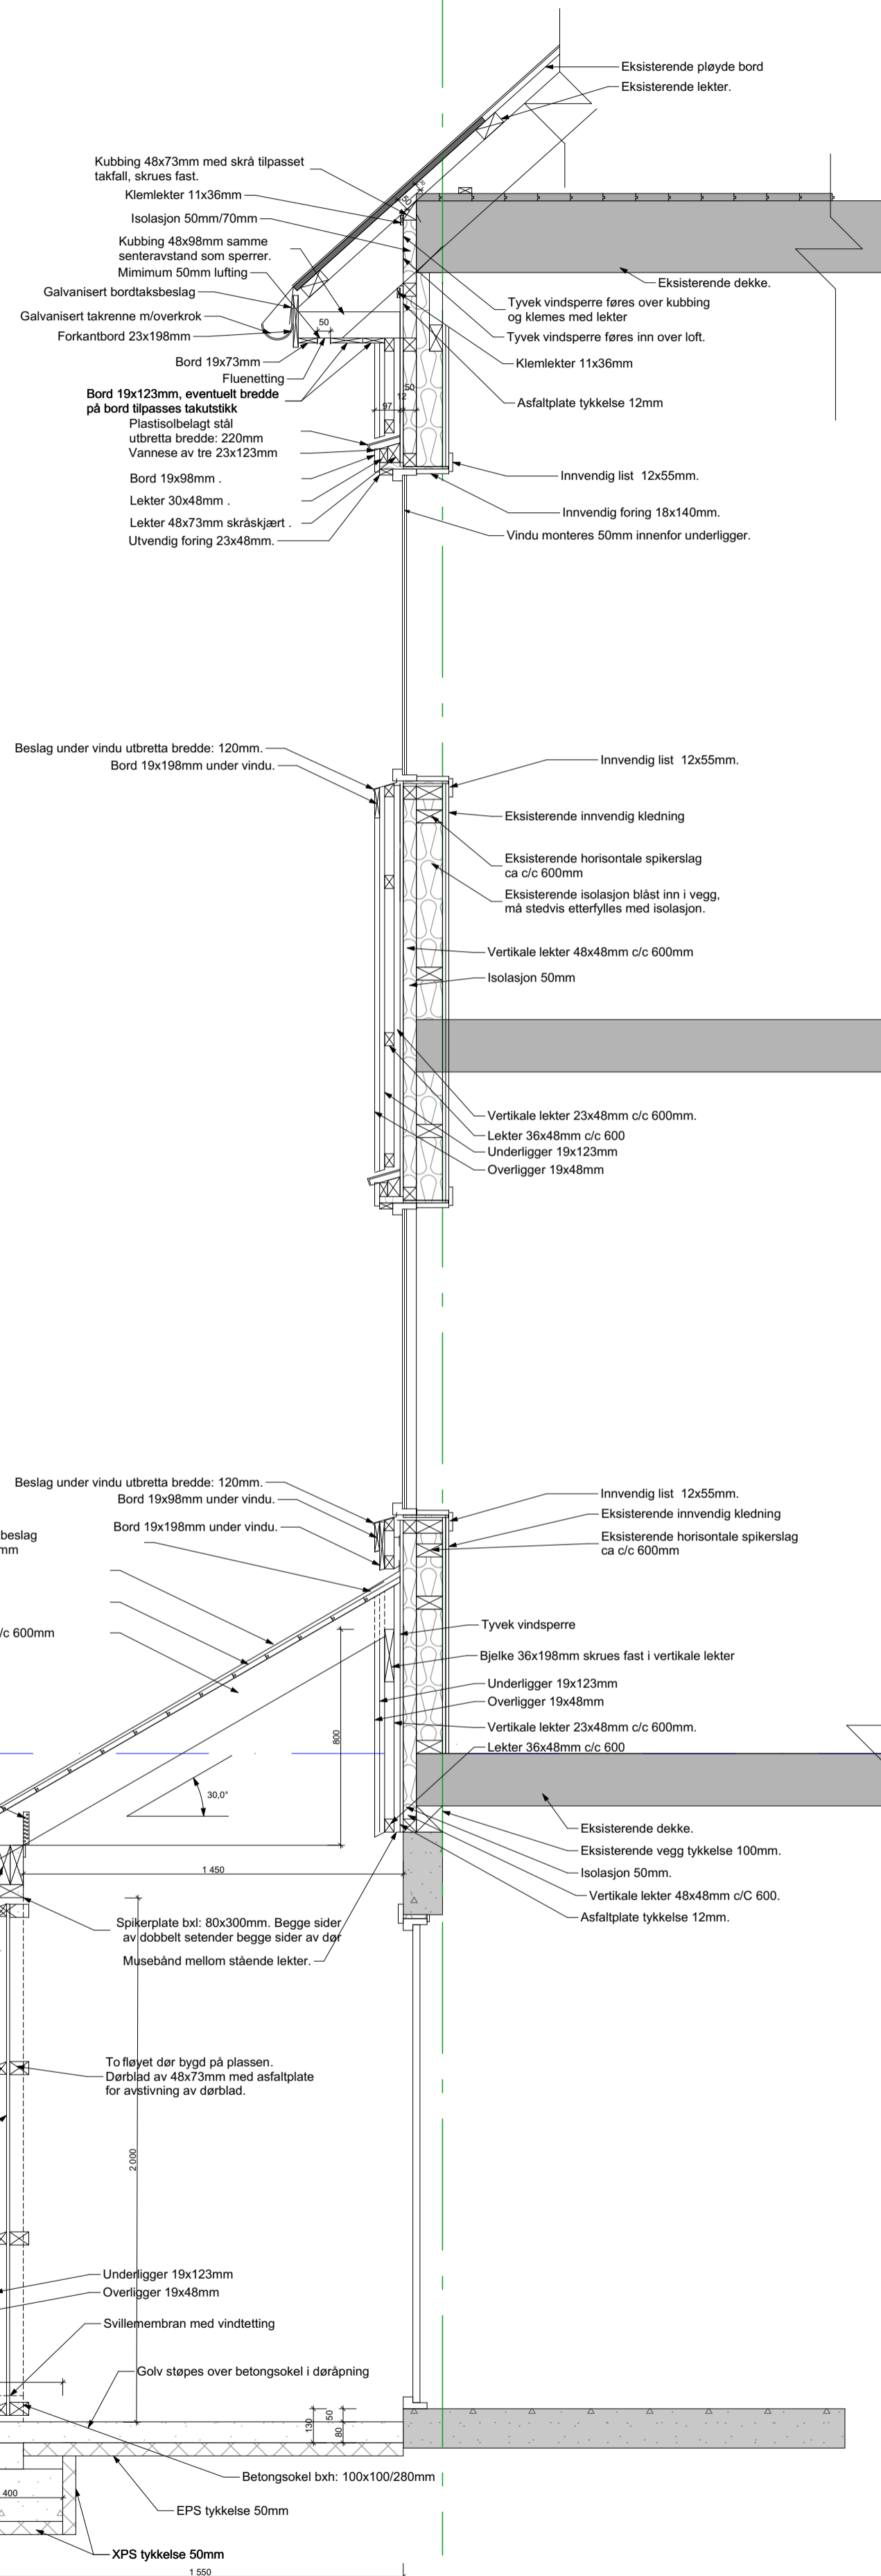 Eksisterende pløyde bord
Eksisterende lekter.
Kubbing 48x73mm med skrå tilpasset
takfall, skrues fast.
Klemlekter 11x36mm
Isolasjon 50mm/70mm
Kubbing 48x98mm samme
senteravstand som sperrer.
Minimum 50mm lufting
Galvanisert bordtaksbeslag
Galvanisert takrenne m/overkrok
Forkantbord 23x198mm
50
Bord 19x73mm
Fluenetting
Bord 19x123mm, eventuelt bredde
på bord tilpasses takutstikk
Plastisolbelagt stål
utbretta bredde: 220mm
Vannese av tre 23x123mm
Bord 19x98mm .
Lekter 30x48mm .
Lekter 48x73mm skråskjært .
Utvendig foring 23x48mm.
50
12
97
Eksisterende dekke.
Tyvek vindsperre føres over kubbing
og klemes med lekter
Tyvek vindsperre føres inn over loft.
Klemlekter 11x36mm
Asfaltplate tykkelse 12mm
Innvendig list  12x55mm.
Innvendig foring 18x140mm.
Vindu monteres 50mm innenfor underligger.
Beslag under vindu utbretta bredde: 120mm.
Bord 19x198mm under vindu.
Innvendig list  12x55mm.
Eksisterende innvendig kledning
Eksisterende horisontale spikerslag
ca c/c 600mm
Eksisterende isolasjon blåst inn i vegg,
må stedvis etterfylles med isolasjon.
Vertikale lekter 48x48mm c/c 600mm
Isolasjon 50mm
Vertikale lekter 23x48mm c/c 600mm.
Lekter 36x48mm c/c 600
Underligger 19x123mm
Overligger 19x48mm
Beslag under vindu utbretta bredde: 120mm.
Bord 19x98mm under vindu.
Bord 19x198mm under vindu.
beslag
mm
/c 600mm
Innvendig list  12x55mm.
Eksisterende innvendig kledning
Eksisterende horisontale spikerslag
ca c/c 600mm
Tyvek vindsperre
Bjelke 36x198mm skrues fast i vertikale lekter
Underligger 19x123mm
Overligger 19x48mm
Vertikale lekter 23x48mm c/c 600mm.
Lekter 36x48mm c/c 600
800
30,0°
1 450
Eksisterende dekke.
Eksisterende vegg tykkelse 100mm.
Isolasjon 50mm.
Vertikale lekter 48x48mm c/C 600.
Asfaltplate tykkelse 12mm.
Spikerplate bxl: 80x300mm. Begge sider
av dobbelt setender begge sider av dør
Musebånd mellom stående lekter.
To fløyet dør bygd på plassen.
Dørblad av 48x73mm med asfaltplate
for avstivning av dørblad.
2 000
Underligger 19x123mm
Overligger 19x48mm
Svillemembran med vindtetting
Golv støpes over betongsokel i døråpning
130
50
80
Betongsokel bxh: 100x100/280mm
400
EPS tykkelse 50mm
XPS tykkelse 50mm
1 550